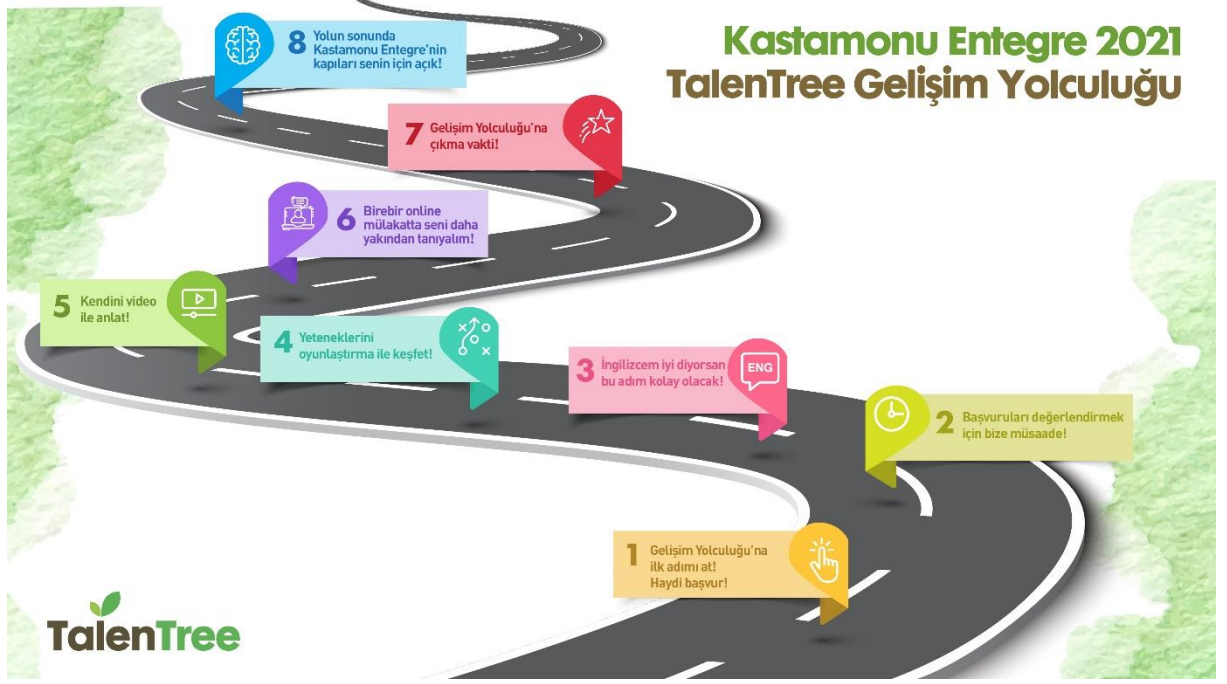 Kastamonu Entegre 2021
TalenTree Gelişim Yolculuğu
8 Yolun sonunda
Kastamonu Entegre'nin
kapıları senin için açık!
7 Gelişim Yolculuğu'na
çıkma vakti!
6 Birebir online
mülakatta seni daha
yakından tanıyalım!
5 Kendini video
ile anlat!
4 Yeteneklerini
oyunlaştırma ile keşfet!
3 İngilizcem iyi diyorsan
bu adım kolay olacak!
ENG
2 Başvuruları değerlendirmek
için bize müsaade!
1 Gelişim Yolculuğu'na
ilk adımı at!
Haydi başvur!
TalenTree